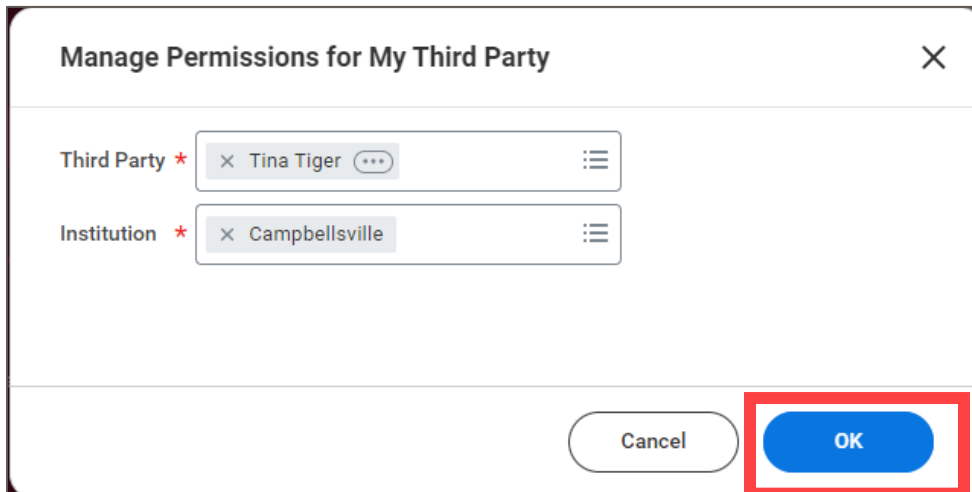 Manage Permissions for My Third Party
Third Party * Tina Tiger
Institution * Campbellsville
Cancel OK